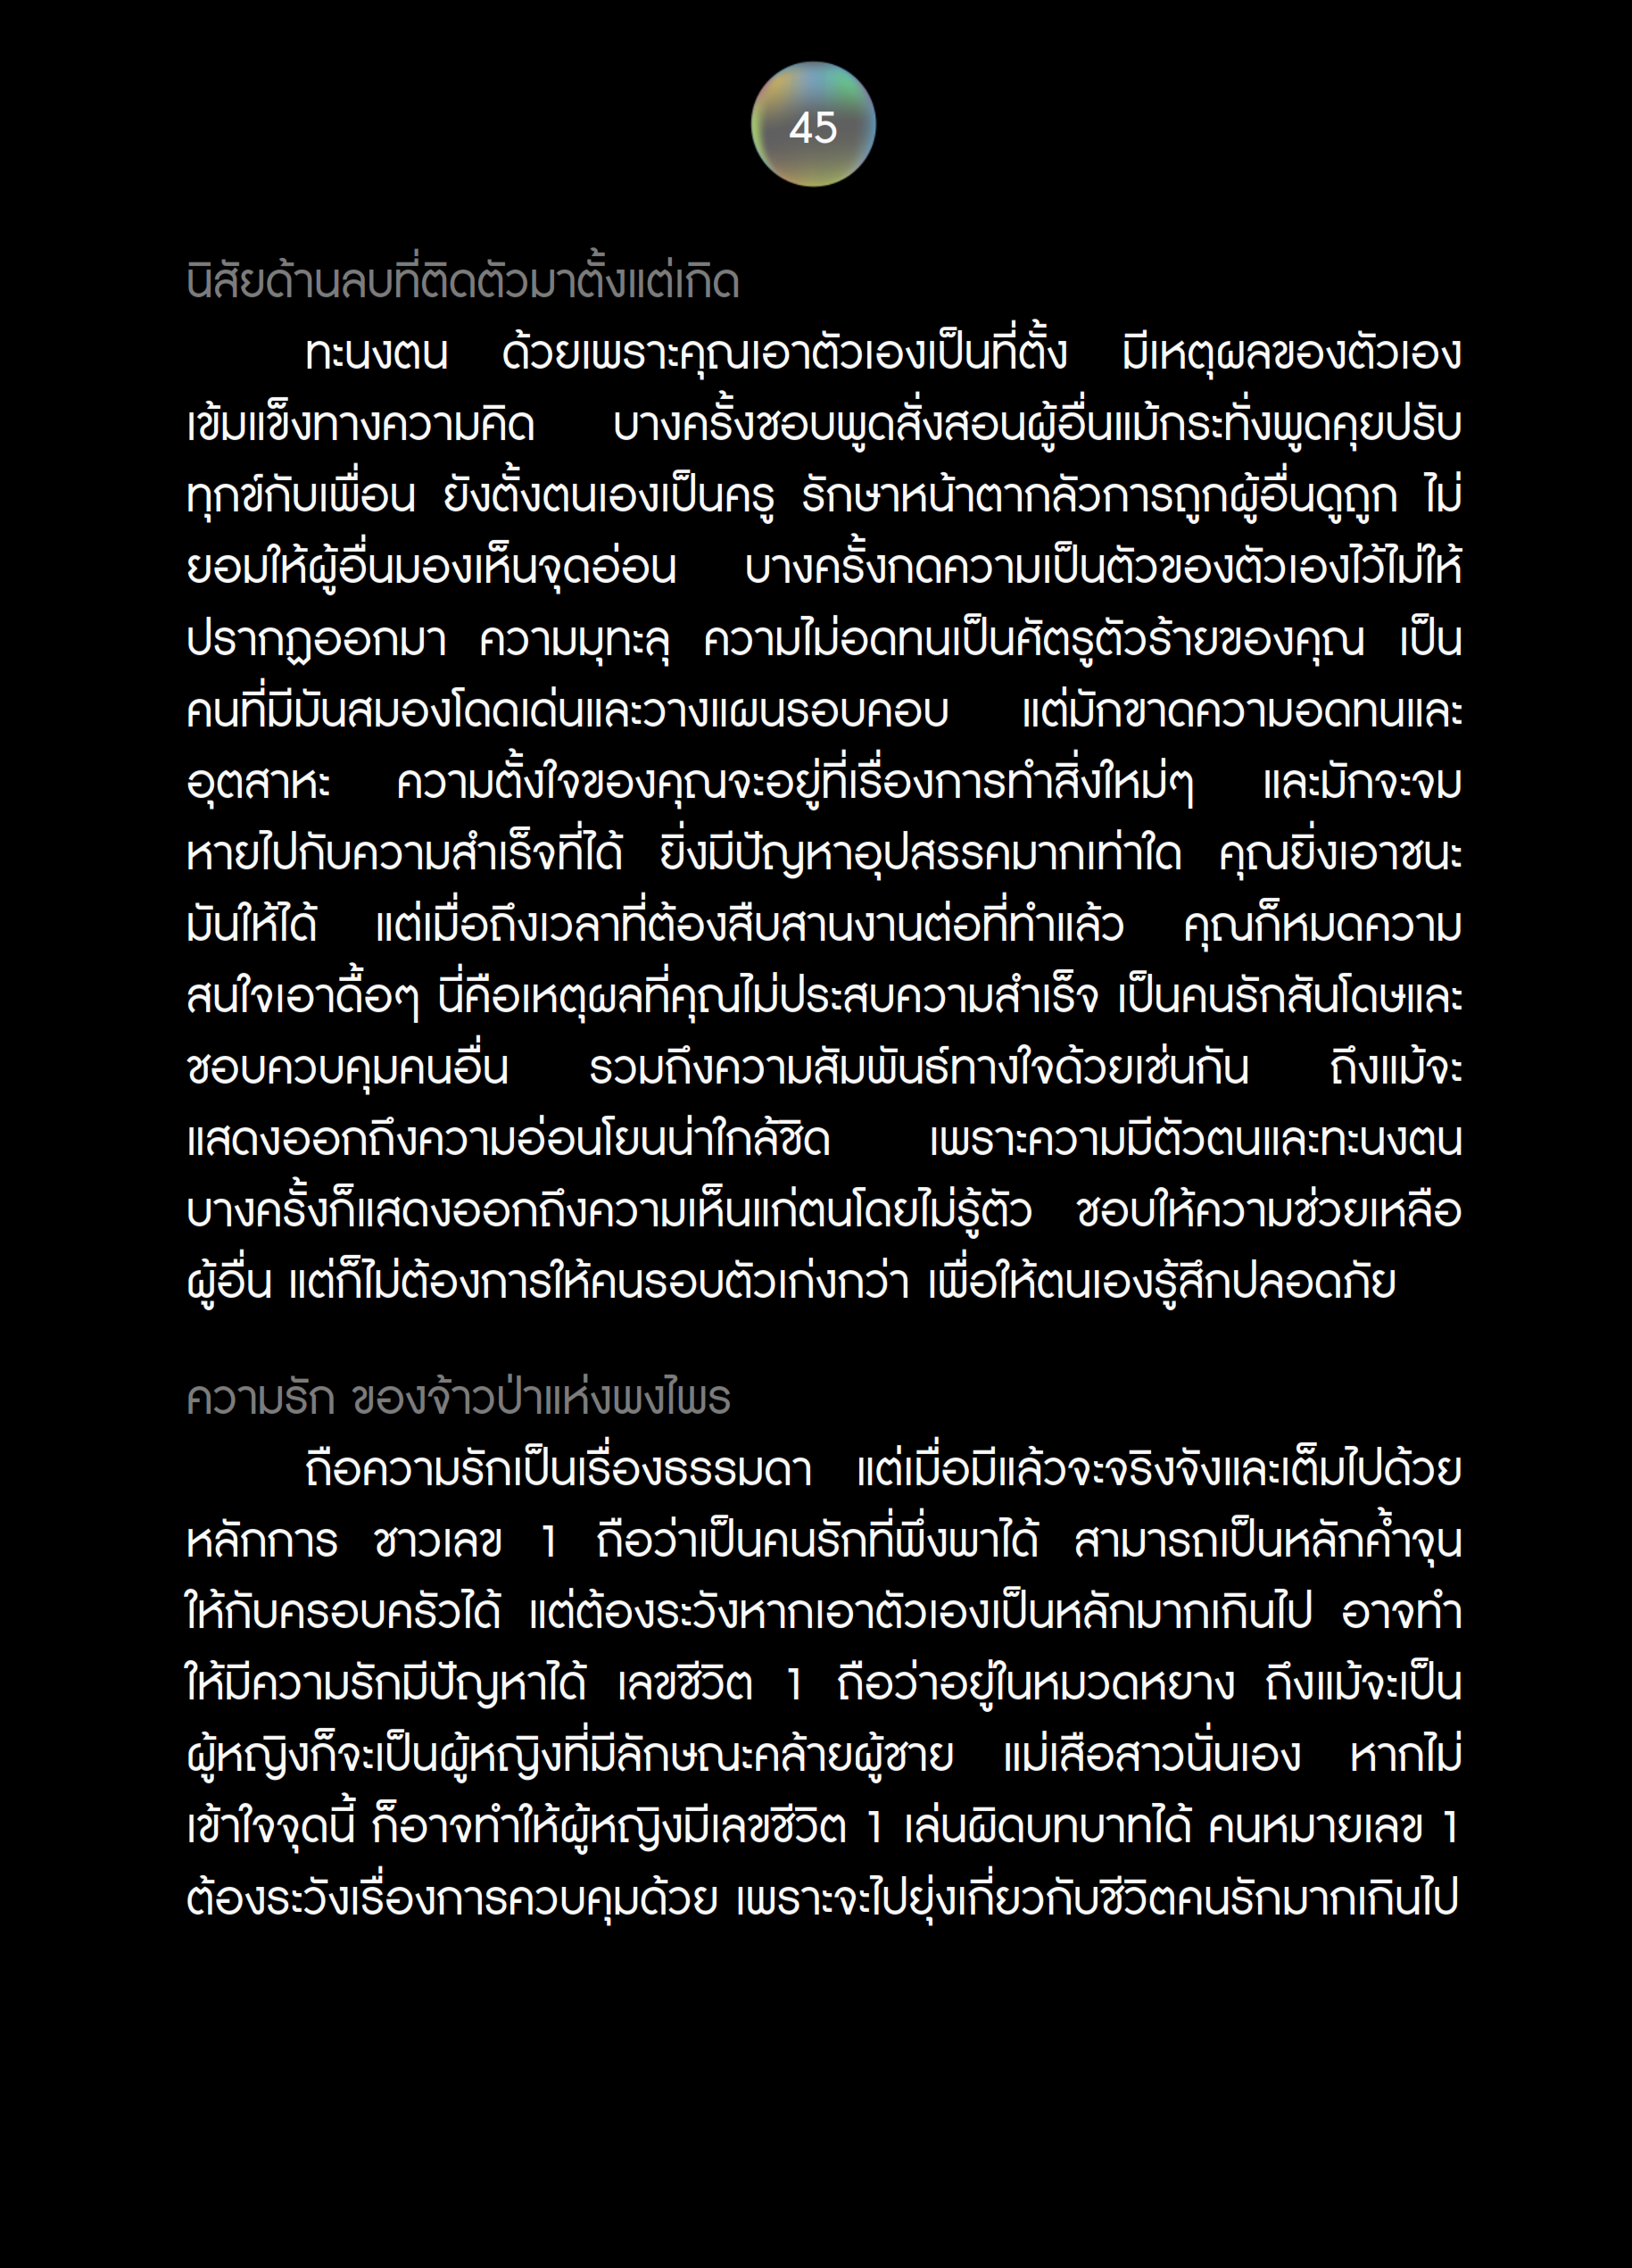 45
นิสัยด้านลบที่ติดตัวมาตั้งแต่เกิด
ทะนงตน ด้วยเพราะคุณเอาตัวเองเป็นที่ตั้ง มีเหตุผลของตัวเอง
เข้มแข็งทางความคิด บางครั้งชอบพูดสั่งสอนผู้อื่นแม้กระทั่งพูดคุยปรับ
ทุกข์กับเพื่อน ยังตั้งตนเองเป็นครู รักษาหน้าตากลัวการถูกผู้อื่นดูถูก ไม่
ยอมให้ผู้อื่นมองเห็นจุดอ่อน บางครั้งกดความเป็นตัวของตัวเองไว้ไม่ให้
ปรากฏออกมา ความมุทะลุ ความไม่อดทนเป็นศัตรูตัวร้ายของคุณ เป็น
คนที่มีมันสมองโดดเด่นและวางแผนรอบคอบ แต่มักขาดความอดทนและ
อุตสาหะ ความตั้งใจของคุณจะอยู่ที่เรื่องการทำสิ่งใหม่ๆ และมักจะจม
หายไปกับความสำเร็จที่ได้ ยิ่งมีปัญหาอุปสรรคมากเท่าใด คุณยิ่งเอาชนะ
มันให้ได้ แต่เมื่อถึงเวลาที่ต้องสืบสานงานต่อที่ทำแล้ว คุณก็หมดความ
สนใจเอาดื้อๆ นี่คือเหตุผลที่คุณไม่ประสบความสำเร็จ เป็นคนรักสันโดษและ
ชอบควบคุมคนอื่น รวมถึงความสัมพันธ์ทางใจด้วยเช่นกัน ถึงแม้จะ
แสดงออกถึงความอ่อนโยนน่าใกล้ชิด เพราะความมีตัวตนและทะนงตน
บางครั้งก็แสดงออกถึงความเห็นแก่ตนโดยไม่รู้ตัว ชอบให้ความช่วยเหลือ
ผู้อื่น แต่ก็ไม่ต้องการให้คนรอบตัวเก่งกว่า เพื่อให้ตนเองรู้สึกปลอดภัย
ความรัก ของจ้าวป่าแห่งพงไพร
ถือความรักเป็นเรื่องธรรมดา แต่เมื่อมีแล้วจะจริงจังและเต็มไปด้วย
หลักการ ชาวเลข 1 ถือว่าเป็นคนรักที่พึ่งพาได้ สามารถเป็นหลักค้ำจุน
ให้กับครอบครัวได้ แต่ต้องระวังหากเอาตัวเองเป็นหลักมากเกินไป อาจทำ
ให้มีความรักมีปัญหาได้ เลขชีวิต 1 ถือว่าอยู่ในหมวดหยาง ถึงแม้จะเป็น
ผู้หญิงก็จะเป็นผู้หญิงที่มีลักษณะคล้ายผู้ชาย แม่เสือสาวนั่นเอง หากไม่
เข้าใจจุดนี้ ก็อาจทำให้ผู้หญิงมีเลขชีวิต 1 เล่นผิดบทบาทได้ คนหมายเลข 1
ต้องระวังเรื่องการควบคุมด้วย เพราะจะไปยุ่งเกี่ยวกับชีวิตคนรักมากเกินไป